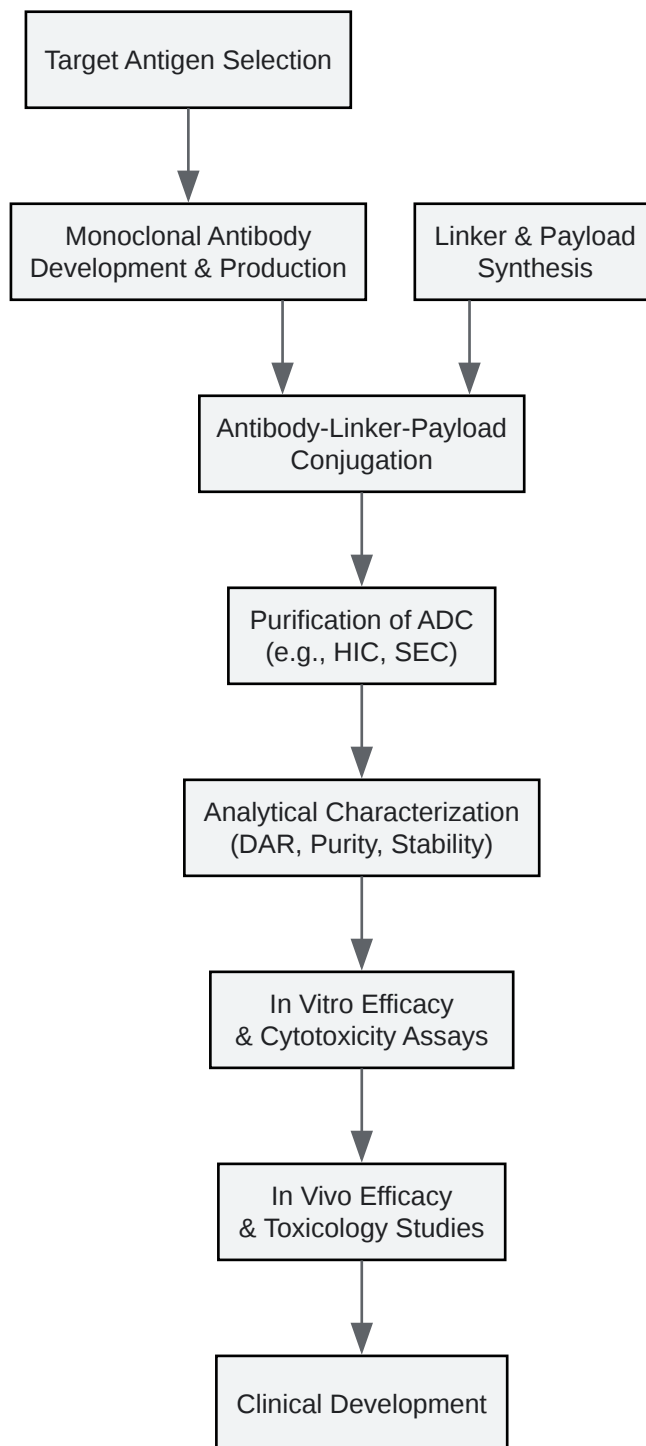 Target Antigen Selection
Monoclonal Antibody
Development & Production
Linker & Payload
Synthesis
Antibody-Linker-Payload
Conjugation
Purification of ADC
(e.g., HIC, SEC)
Analytical Characterization
(DAR, Purity, Stability)
In Vitro Efficacy
& Cytotoxicity Assays
In Vivo Efficacy
& Toxicology Studies
Clinical Development